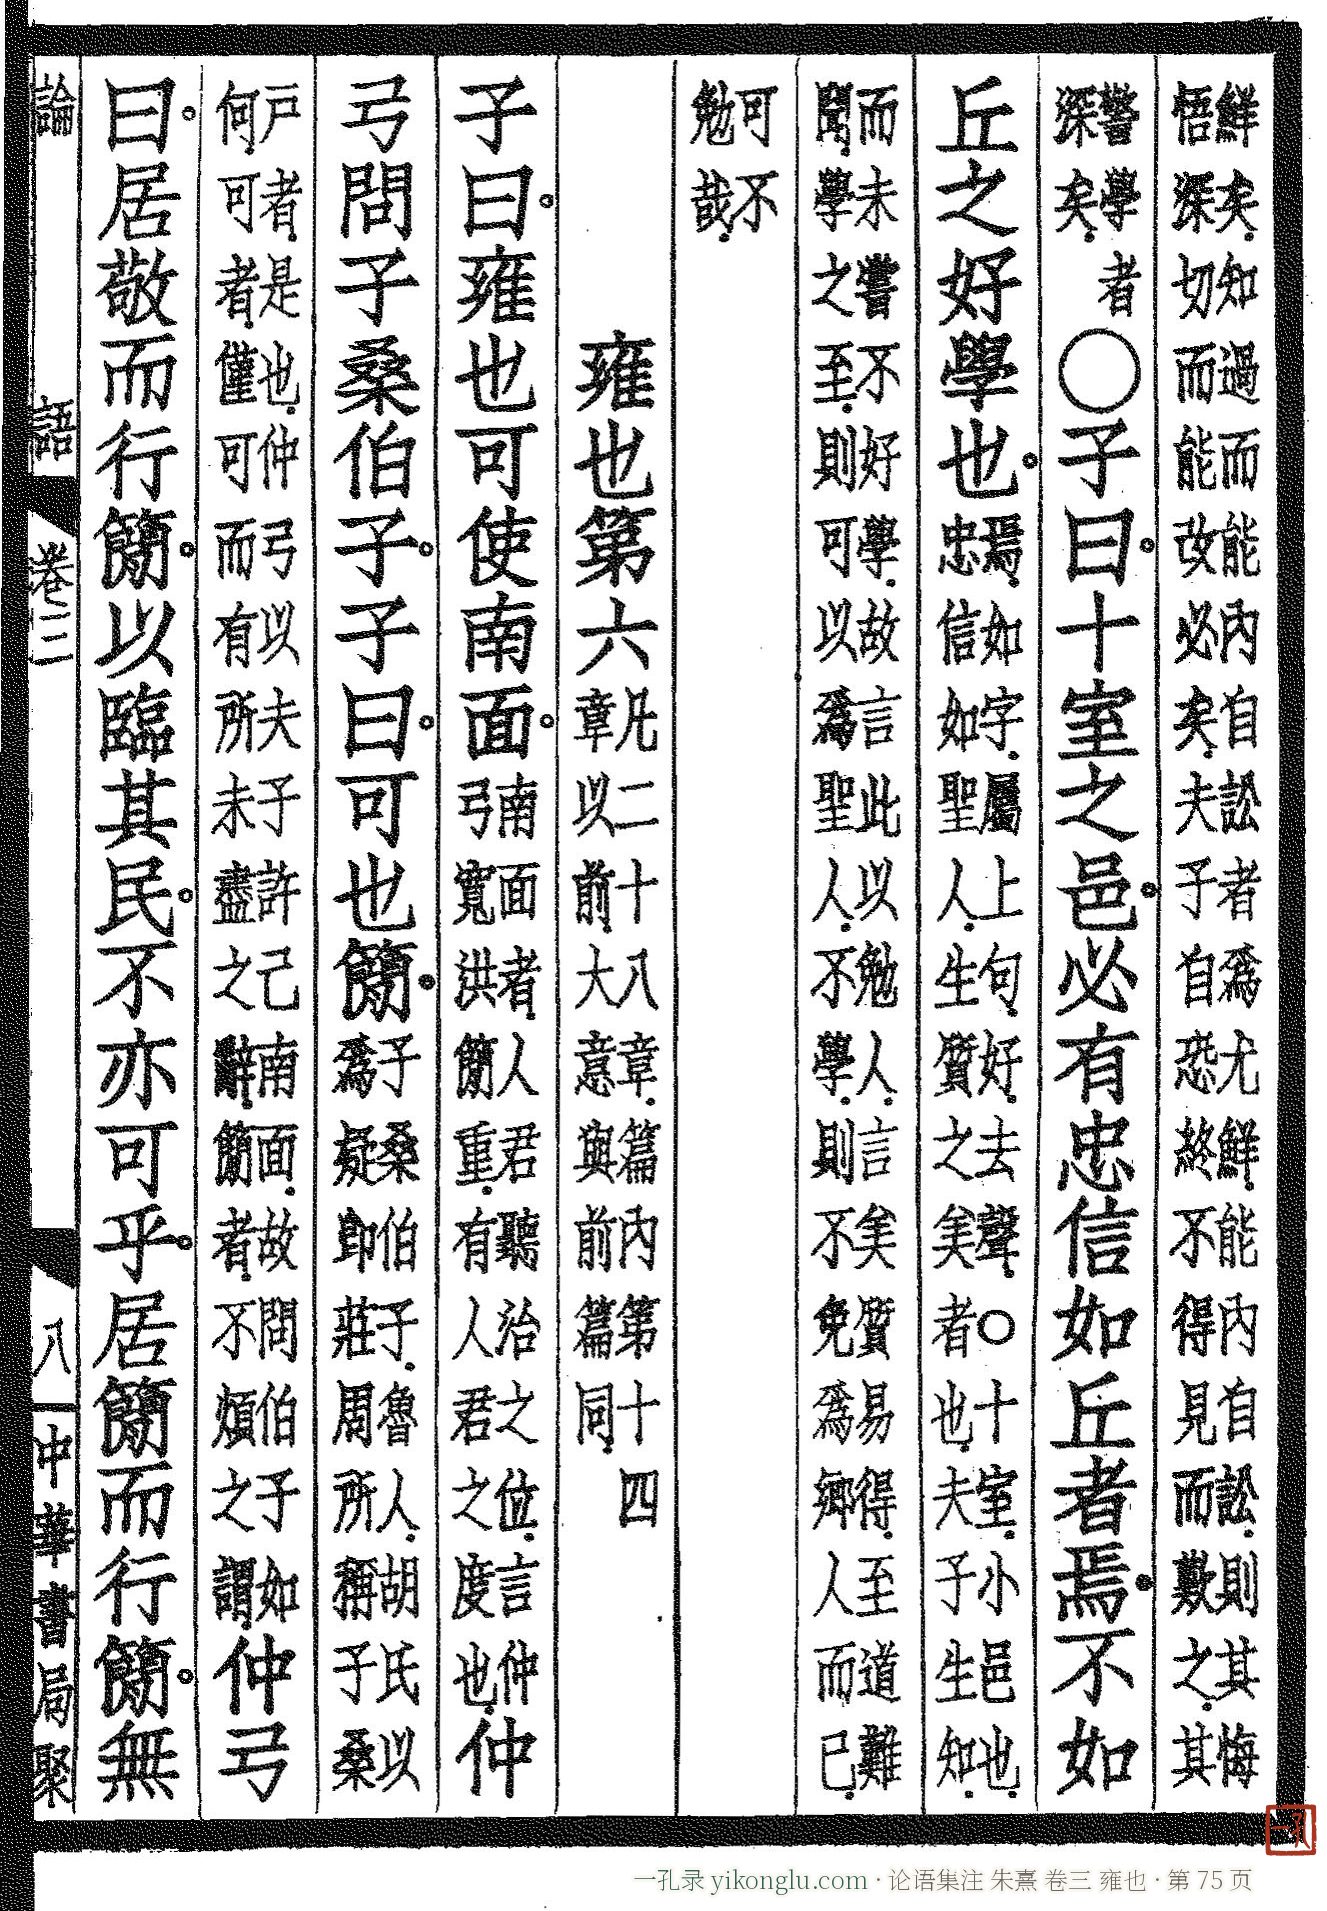 鮮矣。知過而能內自訟者爲尤鮮。能內自訟。則其悔
悟深切而能改必矣。夫子自恐終不得見而歎之。其
警學者
深矣。
○子曰。十室之邑。必有忠信如丘者焉。不如
丘之好學也。
焉。如字。屬上句。好。去聲。○十室。小邑也。
忠信如聖人。生質之美者也。夫子生知。
而未嘗不好學。故言此以勉人。言美質易得。至道難
聞。學之至。則可以爲聖人。不學。則不免爲鄉人而已。
可不
勉哉。
雍也第六
凡二十八章。篇內第十四
章以前。大意與前篇同。
子曰。雍也可使南面。
南面者。人君聽治之位。言仲
弓寬洪簡重。有人君之度也。
仲
弓問子桑伯子。子曰。可也簡。
子桑伯子。魯人。胡氏以
爲疑即莊周所稱子桑
戶者。是也。仲弓以夫子許己南面。故問伯子如
何。可者。僅可而有所未盡之辭。簡者。不煩之謂。
仲弓
曰。居敬而行簡。以臨其民。不亦可乎。居簡而行簡。無
論語 卷三 八 中華書局聚
一孔
一孔录 yikonglu.com · 论语集注 朱熹 卷三 雍也 · 第 75 页